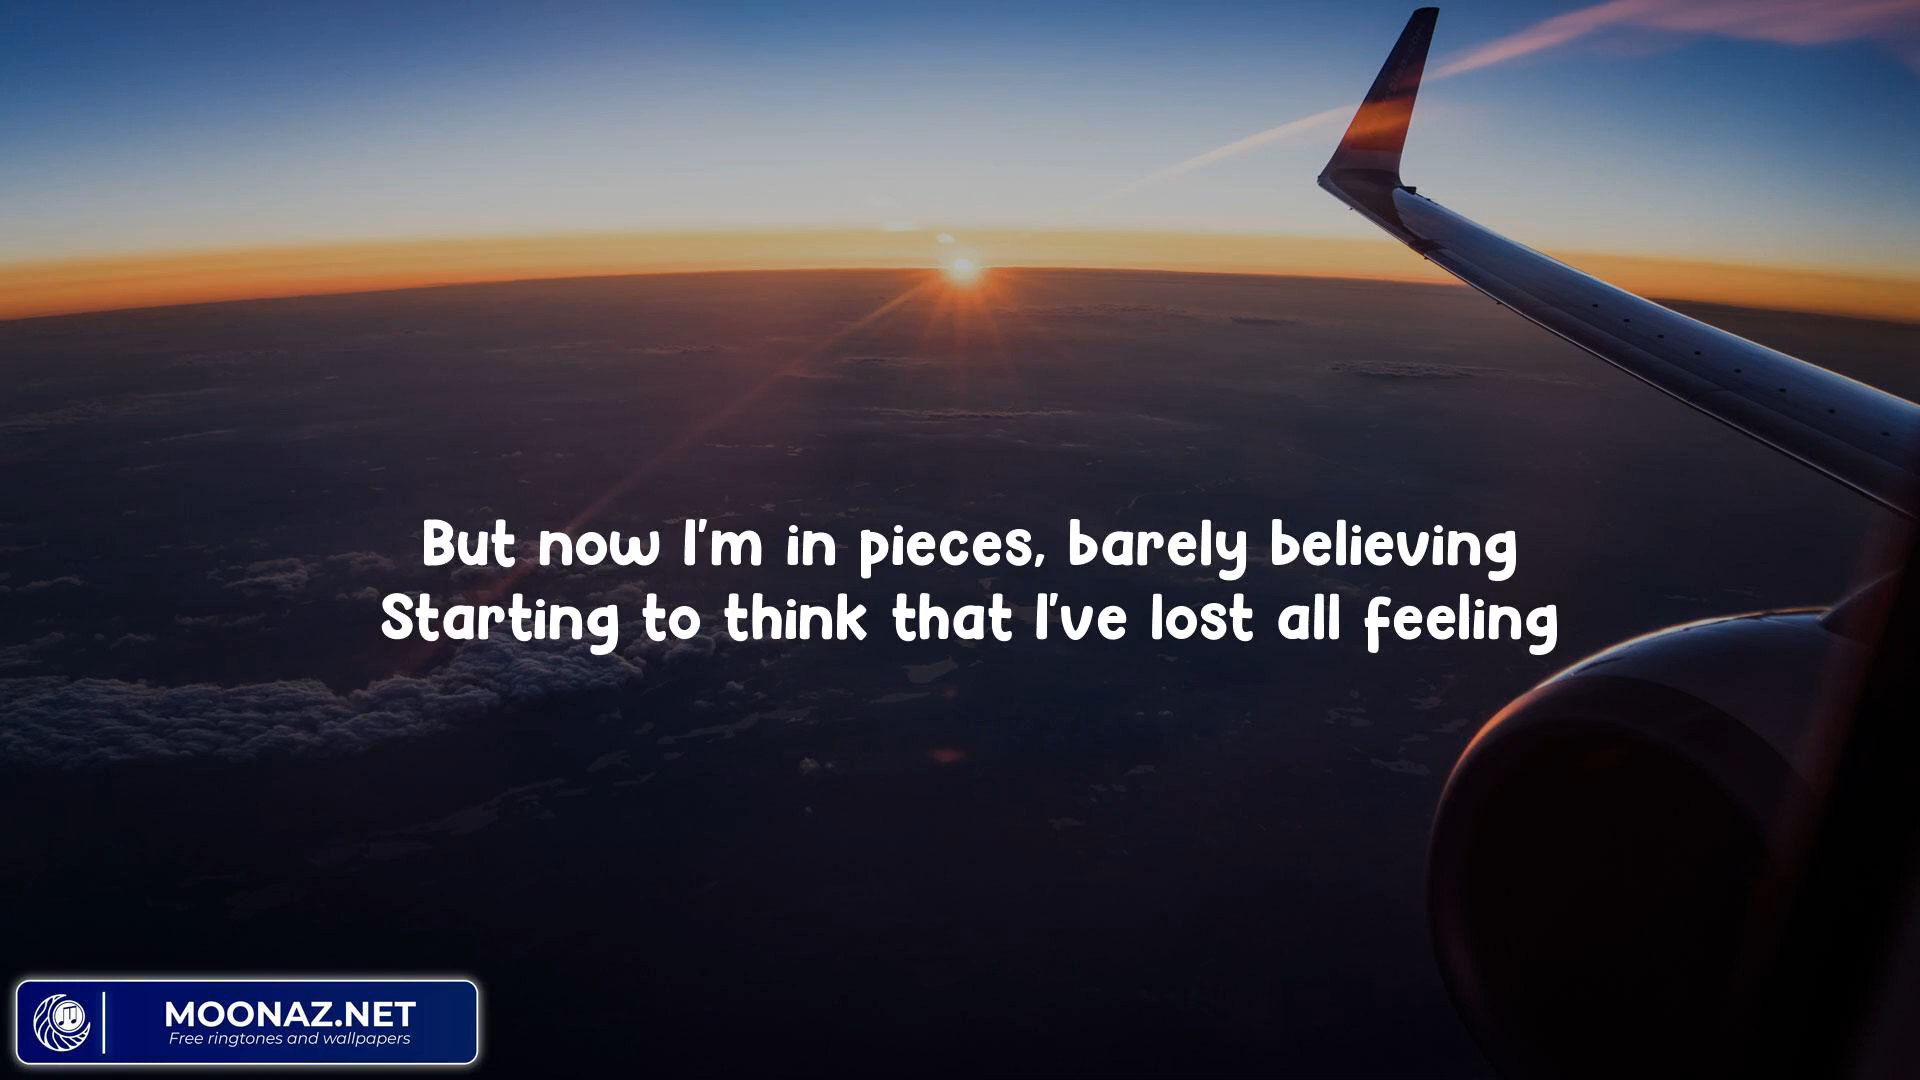 But now I'm in pieces, barely believing
Starting to think that I've lost all feeling
MOONAZ.NET
Free ringtones and wallpapers